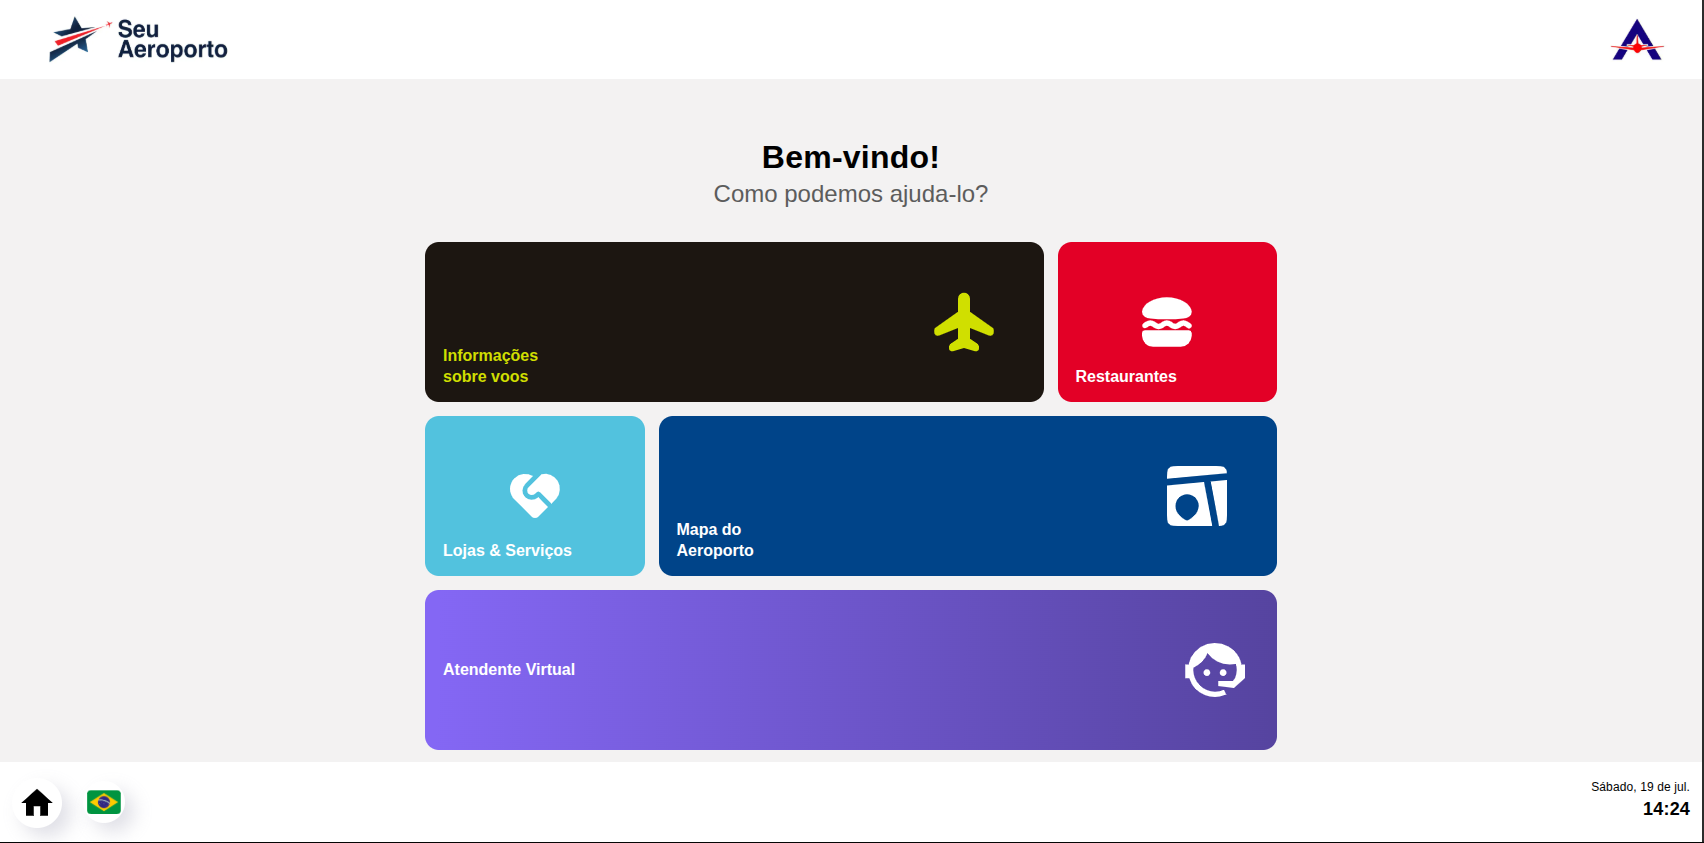 Seu
Aeroporto
Bem-vindo!
Como podemos ajuda-lo?
Informações
sobre voos
Restaurantes
Lojas & Serviços
Mapa do
Aeroporto
Atendente Virtual
Sábado, 19 de jul.
14:24